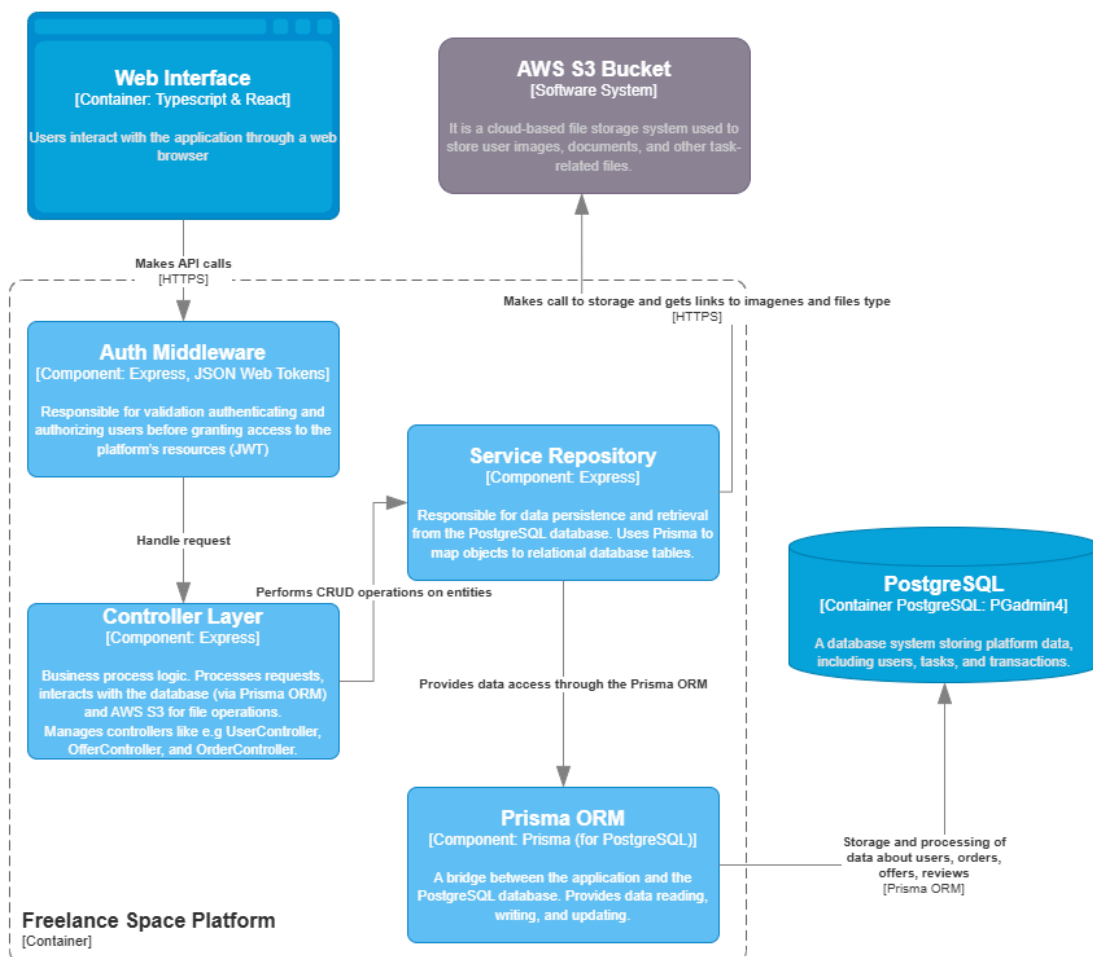 Web Interface
[Container: Typescript & React]
Users interact with the application through a web
browser
AWS S3 Bucket
[Software System]
It is a cloud-based file storage system used to
store user images, documents, and other task-
related files.
Makes API calls
[HTTPS]
Makes call to storage and gets links to imagenes and files type
[HTTPS]
Auth Middleware
[Component: Express, JSON Web Tokens]
Responsible for validation authenticating and
authorizing users before granting access to the
platform's resources (JWT)
Service Repository
[Component: Express]
Responsible for data persistence and retrieval
from the PostgreSQL database. Uses Prisma to
map objects to relational database tables.
Handle request
Performs CRUD operations on entities
Controller Layer
[Component: Express]
Business process logic. Processes requests,
interacts with the database (via Prisma ORM)
and AWS S3 for file operations.
Manages controllers like e.g UserController,
OfferController, and OrderController.
PostgreSQL
[Container PostgreSQL: PGadmin4]
A database system storing platform data,
including users, tasks, and transactions.
Provides data access through the Prisma ORM
Prisma ORM
[Component: Prisma (for PostgreSQL)]
A bridge between the application and the
PostgreSQL database. Provides data reading,
writing, and updating.
Storage and processing of
data about users, orders,
offers, reviews
[Prisma ORM]
Freelance Space Platform
[Container]